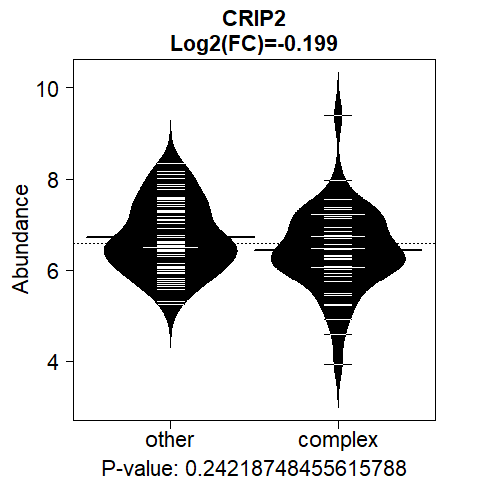 CRIP2
Log2(FC)=-0.199
Abundance
10
8
6
4
other complex
P-value: 0.24218748455615788